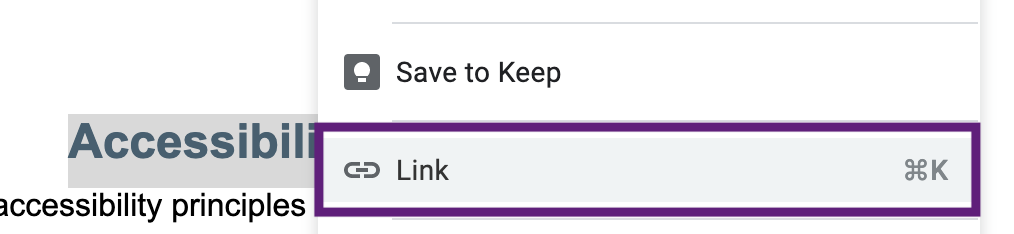 Save to Keep
Accessibili
Link ⌘K
accessibility principles